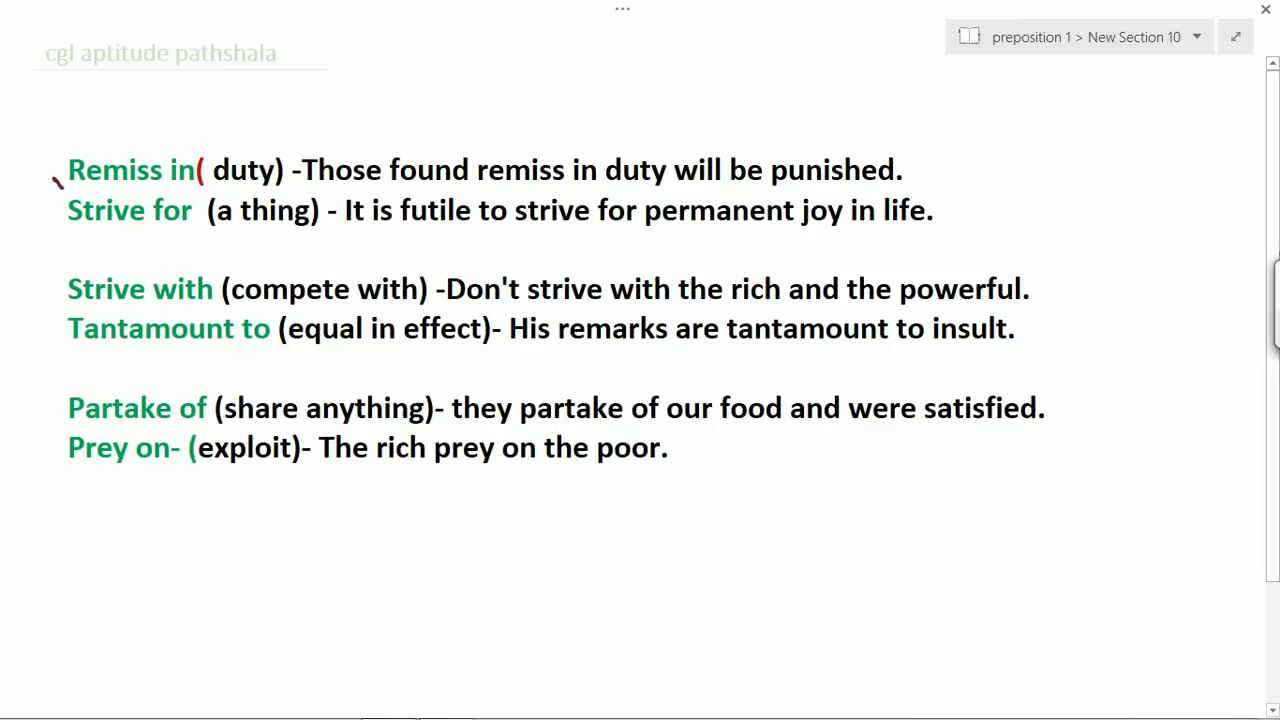 ...
preposition 1 > New Section 10
cgl aptitude pathshala
Remiss in( duty) -Those found remiss in duty will be punished.
Strive for (a thing) - It is futile to strive for permanent joy in life.
Strive with (compete with) -Don't strive with the rich and the powerful.
Tantamount to (equal in effect)- His remarks are tantamount to insult.
Partake of (share anything)- they partake of our food and were satisfied.
Prey on- (exploit)- The rich prey on the poor.